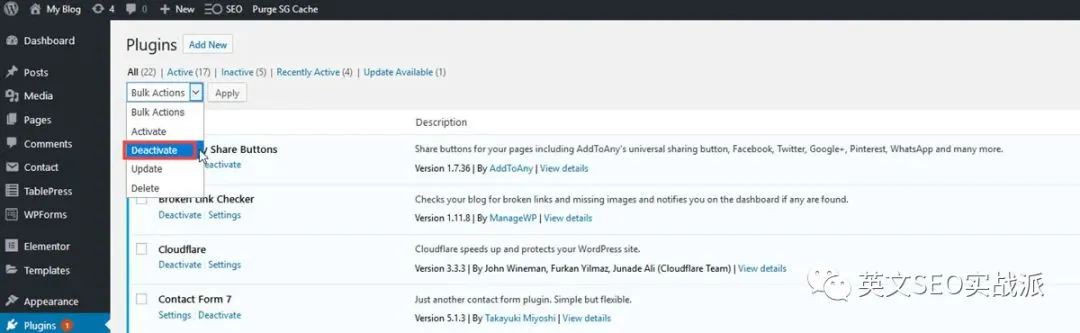 My Blog 4 0 + New SEO Purge SG Cache
Dashboard
Posts
Media
Pages
Comments
Contact
TablePress
WPForms
Elementor
Templates
Appearance
Plugins 1
Plugins Add New
All (22) | Active (17) | Inactive (5) | Recently Active (4) | Update Available (1)
Bulk Actions Apply
Bulk Actions
Activate
Deactivate
Update
Delete
Description
y Share Buttons
eactivate
Share buttons for your pages including AddToAny's universal sharing button, Facebook, Twitter, Google+, Pinterest, WhatsApp and many more.
Version 1.7.36 | By AddToAny | View details
Broken Link Checker
Deactivate | Settings
Checks your blog for broken links and missing images and notifies you on the dashboard if any are found.
Version 1.11.8 | By ManageWP | View details
Cloudflare
Deactivate | Settings
Cloudflare speeds up and protects your WordPress site.
Version 3.3.3 | By John Wineman, Furkan Yilmaz, Junade Ali (Cloudflare Team) | View details
Contact Form 7
Settings | Deactivate
Just another contact form plugin. Simple but flexible.
Version 5.1.3 | By Takayuki Miyoshi | View details
英文SEO实战派